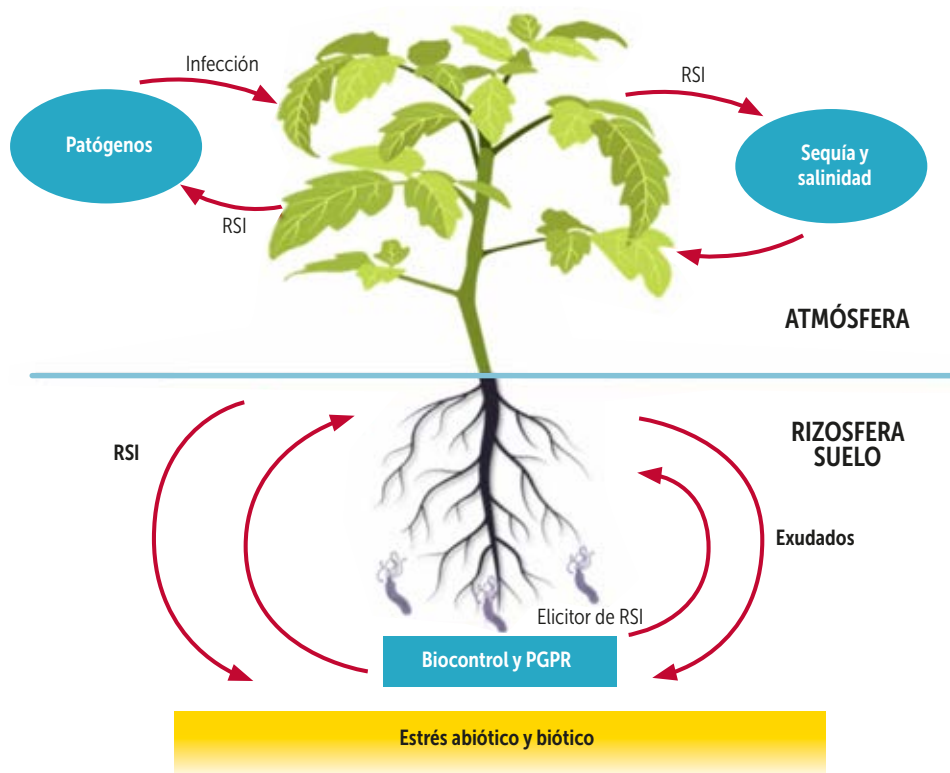 Infección
RSI
Patógenos
Sequía y
salinidad
RSI
ATMÓSFERA
RIZOSFERA
SUELO
RSI
Exudados
Elicitor de RSI
Biocontrol y PGPR
Estrés abiótico y biótico